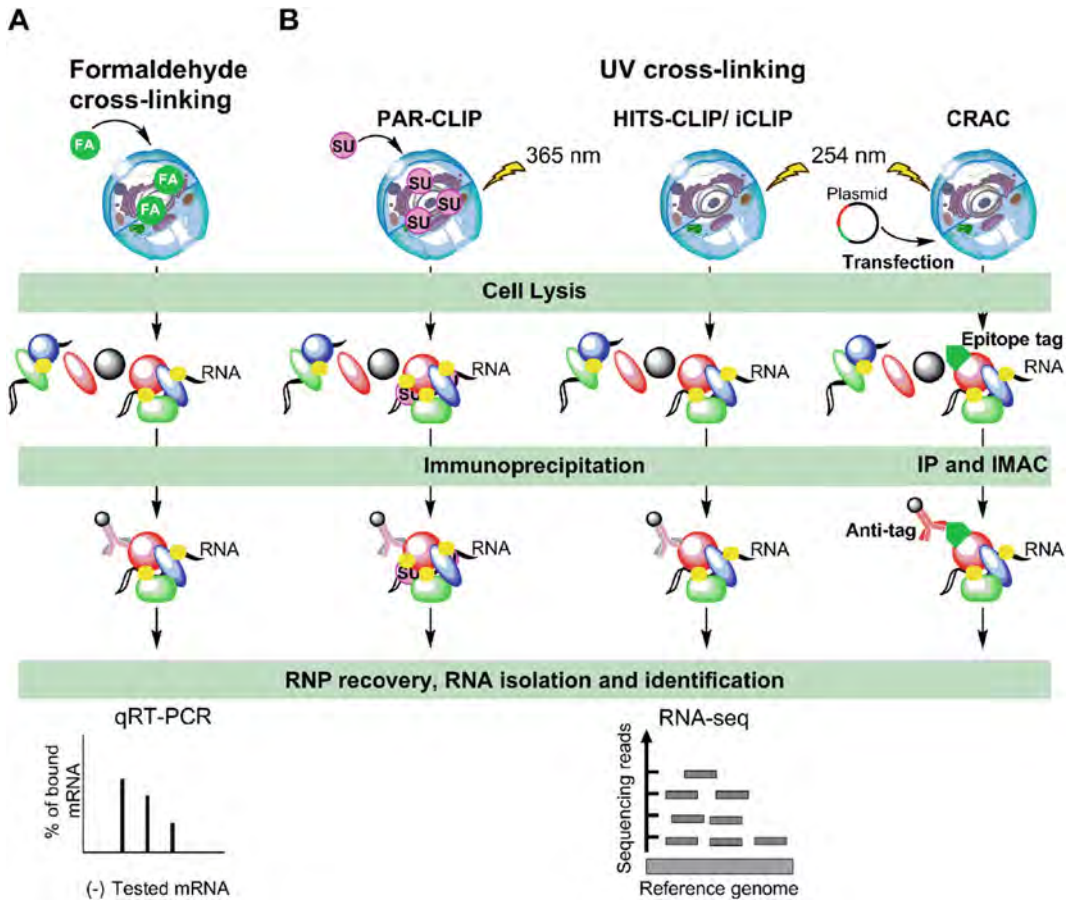 A
B
Formaldehyde
cross-linking
UV cross-linking
PAR-CLIP
HITS-CLIP/ iCLIP
CRAC
FA
SU
365 nm
254 nm
FA
FA
SU
SU
SU
Plasmid
Transfection
Cell Lysis
Epitope tag
RNA
RNA
RNA
RNA
SU
Immunoprecipitation
IP and IMAC
Anti-tag
RNA
RNA
RNA
RNA
SU
RNP recovery, RNA isolation and identification
qRT-PCR
RNA-seq
% of bound
mRNA
Sequencing reads
(-) Tested mRNA
Reference genome